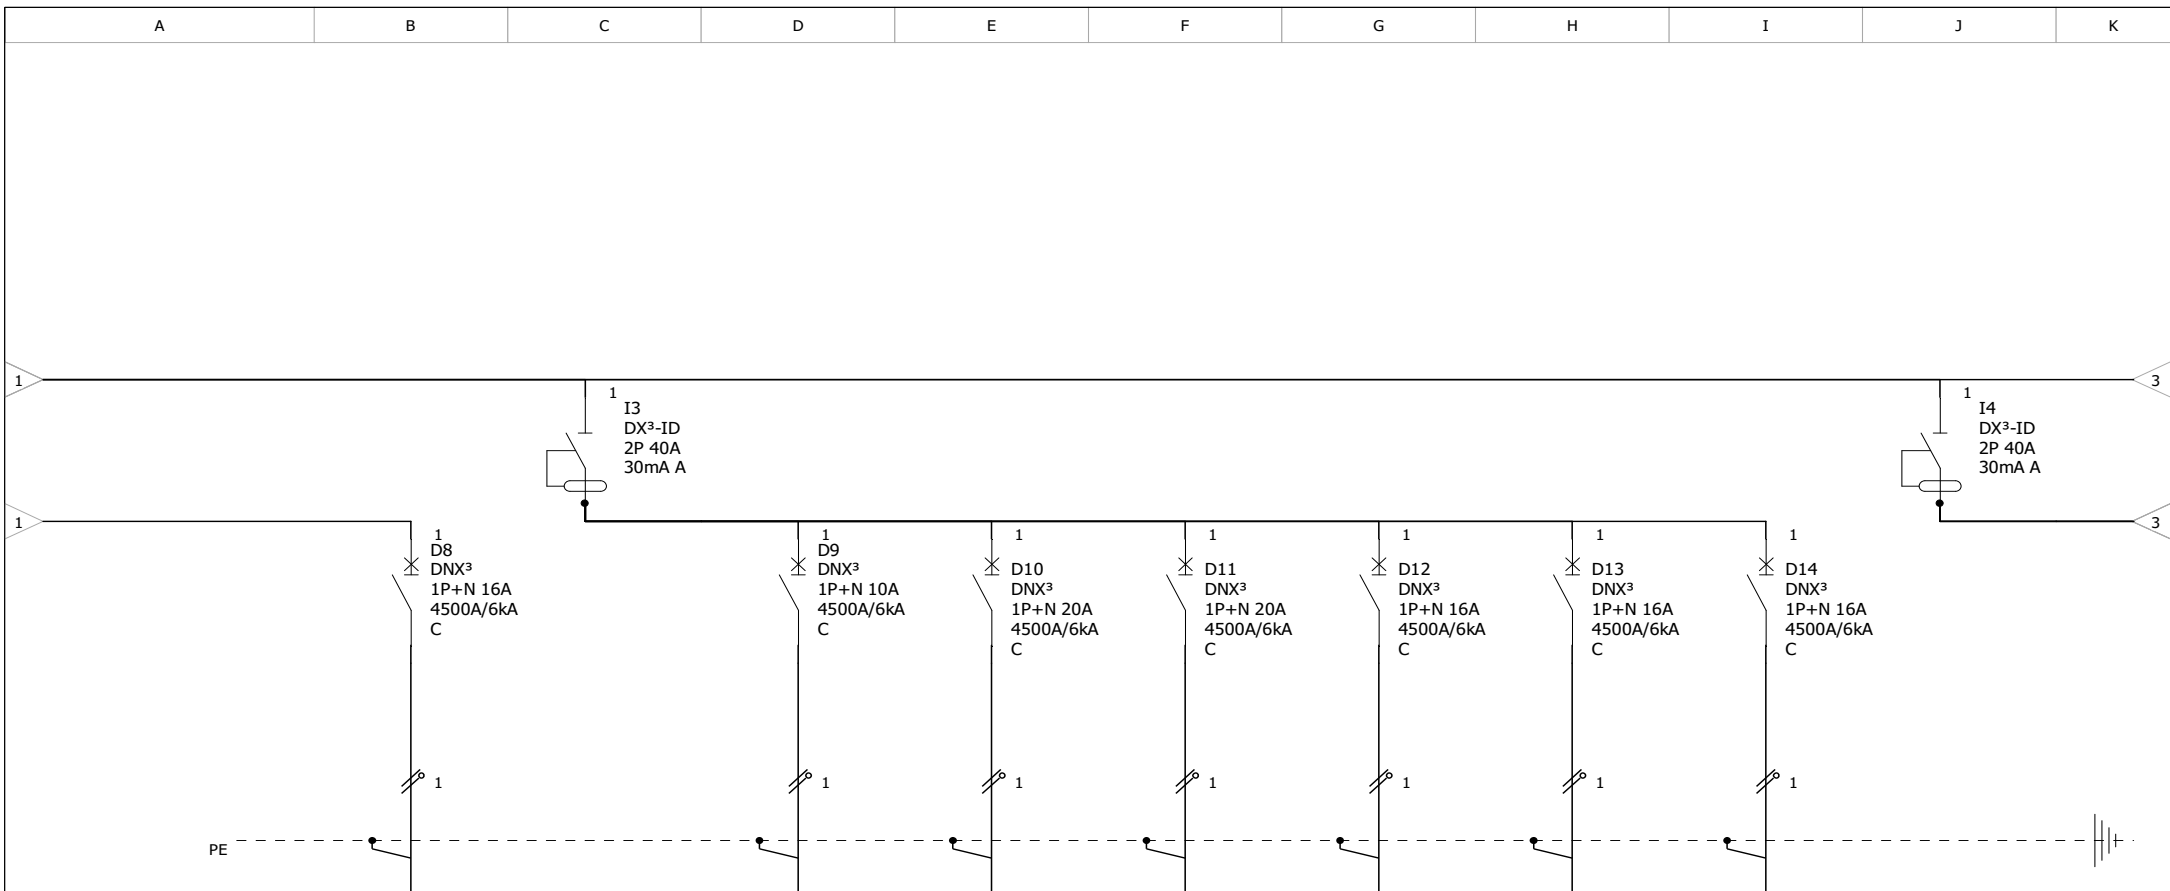 A B C D E F G H I J K
1
3
1
I3
DX³-ID
2P 40A
30mA A
1
I4
DX³-ID
2P 40A
30mA A
1
3
1
D8
DNX³
1P+N 16A
4500A/6kA
C
1
D9
DNX³
1P+N 10A
4500A/6kA
C
1
D10
DNX³
1P+N 20A
4500A/6kA
C
1
D11
DNX³
1P+N 20A
4500A/6kA
C
1
D12
DNX³
1P+N 16A
4500A/6kA
C
1
D13
DNX³
1P+N 16A
4500A/6kA
C
1
D14
DNX³
1P+N 16A
4500A/6kA
C
1 1 1 1 1 1 1
PE